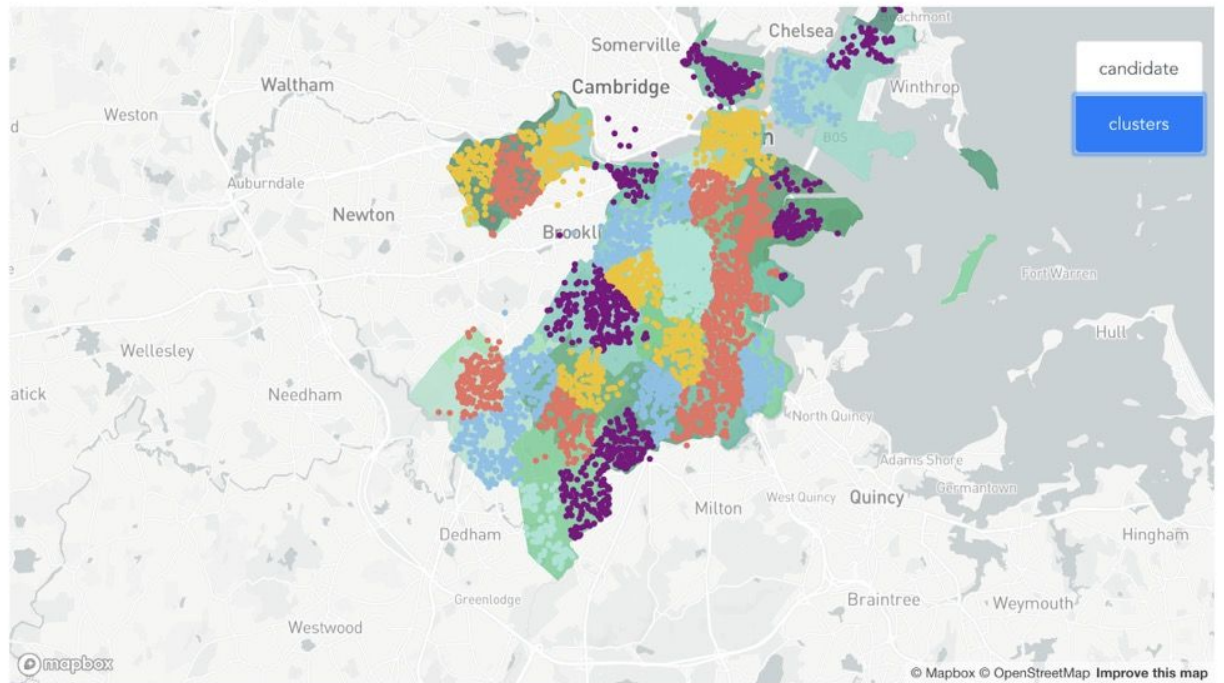 Beachmont
Chelsea
Somerville
candidate
Waltham
Cambridge
Winthrop
Weston
clusters
d
n
BOS
Auburndale
Newton
Brookli
Fort Warren
Hull
Wellesley
atick
Needham
North Quincy
Adams Shore
Germantown
West Quincy
Quincy
Milton
Dedham
Hingham
Greenlodge
Braintree
Weymouth
Westwood
mapbox
© Mapbox © OpenStreetMap Improve this map